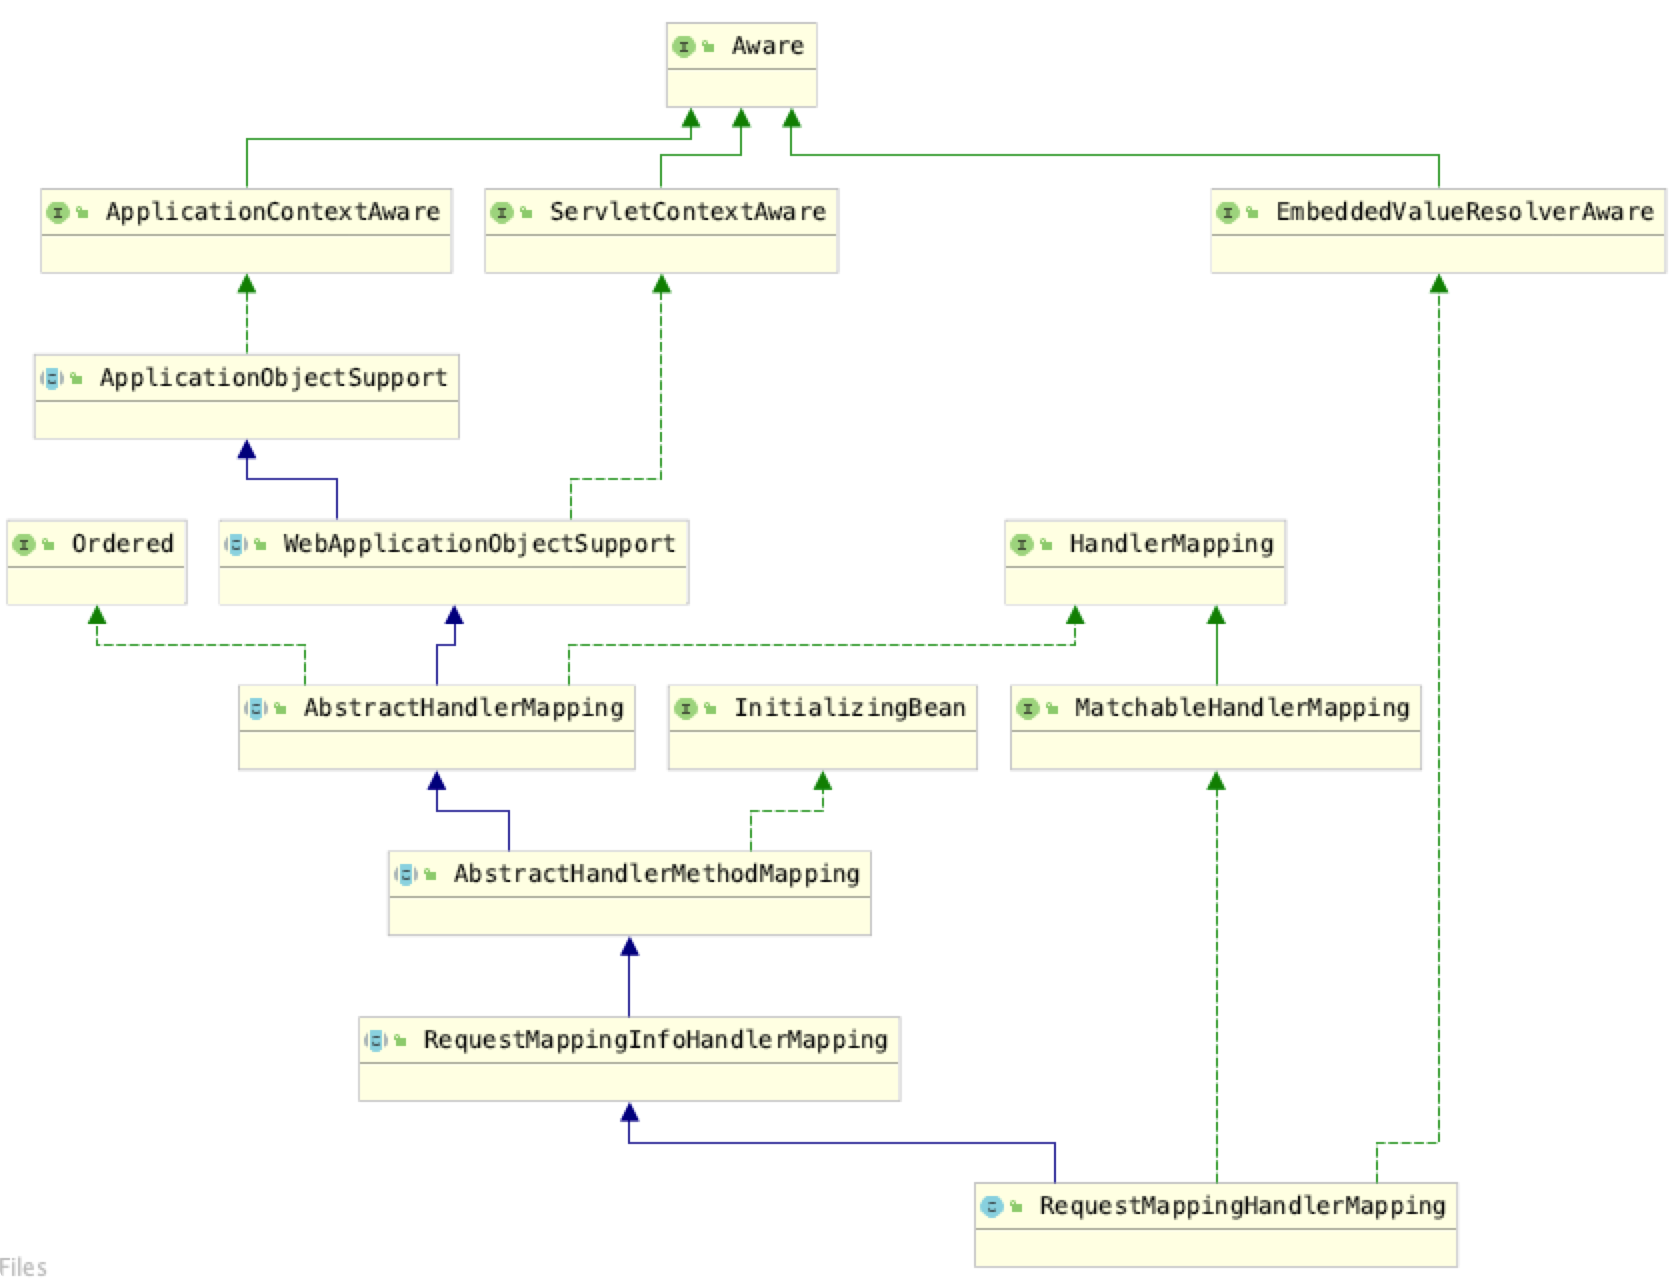 Aware
ApplicationContextAware
ServletContextAware
EmbeddedValueResolverAware
ApplicationObjectSupport
Ordered
WebApplicationObjectSupport
HandlerMapping
AbstractHandlerMapping
InitializingBean
MatchableHandlerMapping
AbstractHandlerMethodMapping
RequestMappingInfoHandlerMapping
RequestMappingHandlerMapping
Files